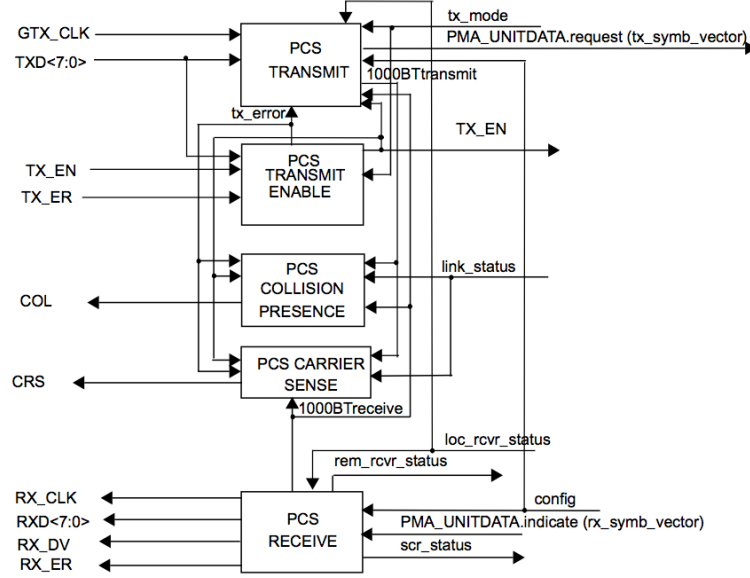 tx_mode
GTX_CLK
PCS
TRANSMIT
PMA_UNITDATA.request (tx_symb_vector)
TXD<7:0>
1000BTtransmit
tx_error
TX_EN
PCS
TRANSMIT
ENABLE
TX_EN
TX_ER
PCS
COLLISION
PRESENCE
link_status
COL
PCS CARRIER
SENSE
CRS
1000BTreceive
loc_rcvr_status
rem_rcvr_status
RX_CLK
config
RXD<7:0>
PCS
RECEIVE
PMA_UNITDATA.indicate (rx_symb_vector)
RX_DV
scr_status
RX_ER